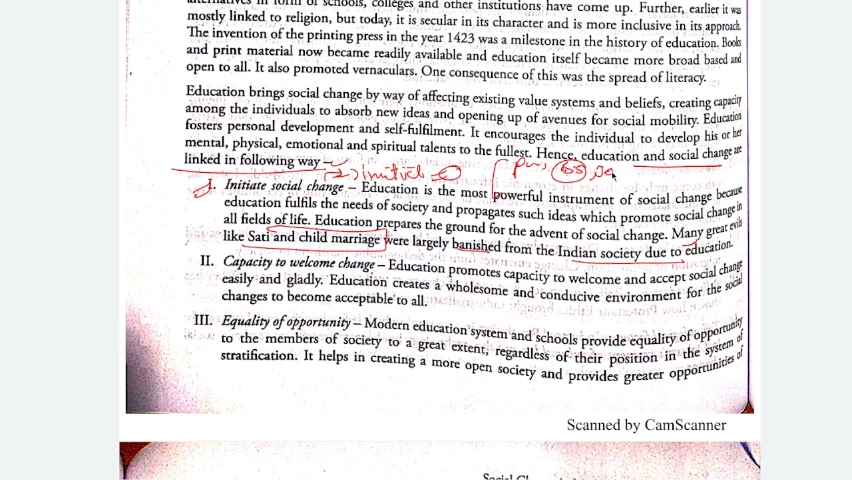 alternatives in form of schools, colleges and other institutions have come up. Further, earlier it was
mostly linked to religion, but today, it is secular in its character and is more inclusive in its approach.
The invention of the printing press in the year 1423 was a milestone in the history of education. Books
and print material now became readily available and education itself became more broad based and
open to all. It also promoted vernaculars. One consequence of this was the spread of literacy.
Education brings social change by way of affecting existing value systems and beliefs, creating capacity
among the individuals to absorb new ideas and opening up of avenues for social mobility. Education
fosters personal development and self-fulfilment. It encourages the individual to develop his or her
mental, physical, emotional and spiritual talents to the fullest. Hence, education and social change are
linked in following way –
I. Initiate social change – Education is the most powerful instrument of social change because
education fulfils the needs of society and propagates such ideas which promote social change in
all fields of life. Education prepares the ground for the advent of social change. Many great evils
like Sati and child marriage were largely banished from the Indian society due to education.
II. Capacity to welcome change – Education promotes capacity to welcome and accept social change
easily and gladly. Education creates a wholesome and conducive environment for the social
changes to become acceptable to all.
III. Equality of opportunity – Modern education system and schools provide equality of opportunity
to the members of society to a great extent, regardless of their position in the system of
stratification. It helps in creating a more open society and provides greater opportunities of
Scanned by CamScanner